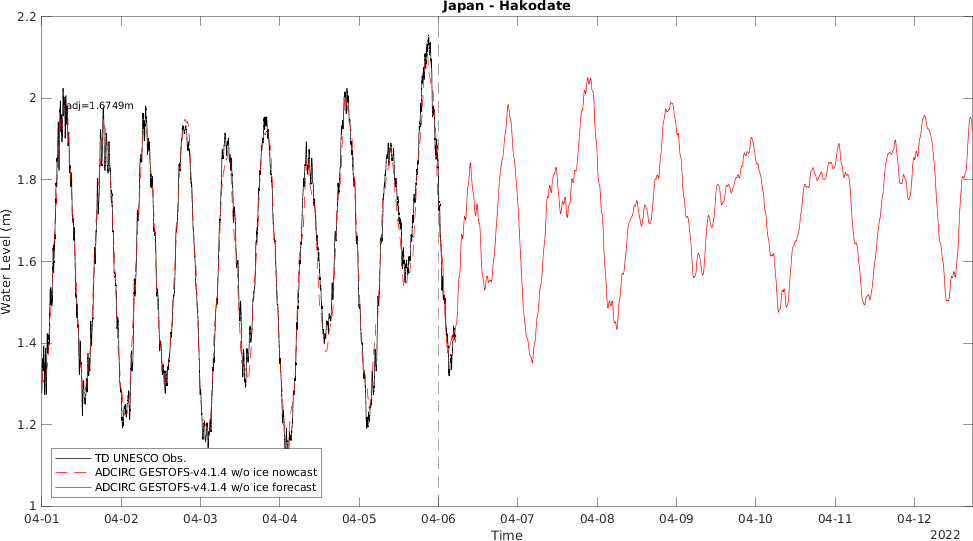 Japan - Hakodate
2.2
2
1.8
1.6
1.4
1.2
1
Water Level (m)
adj=1.6749m
TD UNESCO Obs.
ADCIRC GESTOFS-v4.1.4 w/o ice nowcast
ADCIRC GESTOFS-v4.1.4 w/o ice forecast
04-01 04-02 04-03 04-04 04-05 04-06 04-07 04-08 04-09 04-10 04-11 04-12
Time
2022